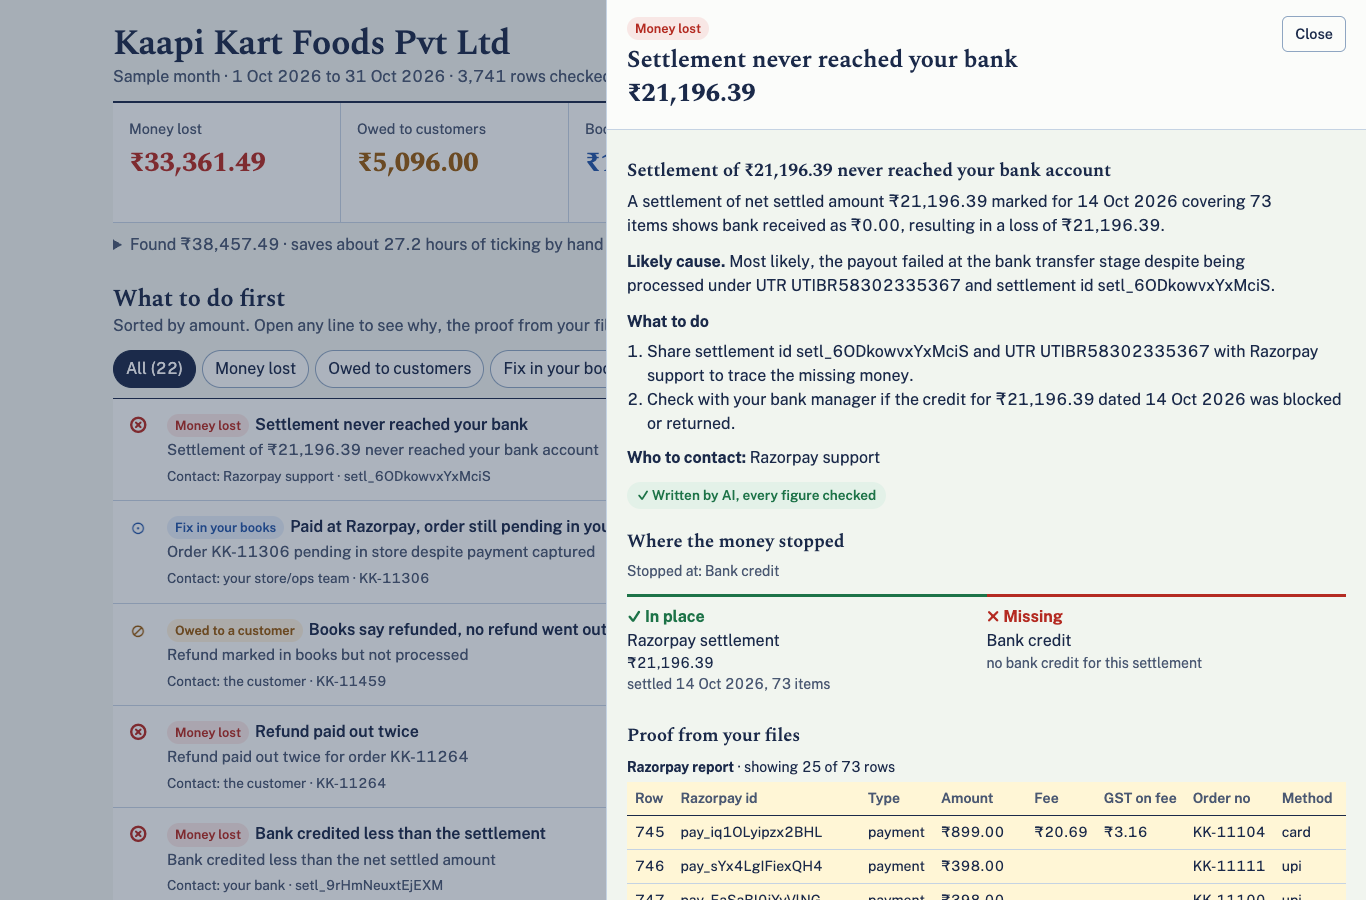 Kaapi Kart Foods Pvt Ltd
Sample month · 1 Oct 2026 to 31 Oct 2026 · 3,741 rows checked
Money lost
₹33,361.49
Owed to customers
₹5,096.00
Found ₹38,457.49 · saves about 27.2 hours of ticking by hand
What to do first
Sorted by amount. Open any line to see why, the proof from your
All (22)
Money lost
Owed to customers
Fix in your
Money lost Settlement never reached your bank
Settlement of ₹21,196.39 never reached your bank account
Contact: Razorpay support · setl_6ODkowvxYxMciS
Fix in your books Paid at Razorpay, order still pending in
Order KK-11306 pending in store despite payment captured
Contact: your store/ops team · KK-11306
Owed to a customer Books say refunded, no refund went out
Refund marked in books but not processed
Contact: the customer · KK-11459
Money lost Refund paid out twice
Refund paid out twice for order KK-11264
Contact: the customer · KK-11264
Money lost Bank credited less than the settlement
Bank credited less than the net settled amount
Contact: your bank · setl_9rHmNeuxtEjEXM
Money lost
Close
Settlement never reached your bank
₹21,196.39
Settlement of ₹21,196.39 never reached your bank account
A settlement of net settled amount ₹21,196.39 marked for 14 Oct 2026 covering 73
items shows bank received as ₹0.00, resulting in a loss of ₹21,196.39.
Likely cause. Most likely, the payout failed at the bank transfer stage despite being
processed under UTR UTIBR58302335367 and settlement id setl_6ODkowvxYxMciS.
What to do
1. Share settlement id setl_6ODkowvxYxMciS and UTR UTIBR58302335367 with Razorpay
support to trace the missing money.
2. Check with your bank manager if the credit for ₹21,196.39 dated 14 Oct 2026 was blocked
or returned.
Who to contact: Razorpay support
✓ Written by AI, every figure checked
Where the money stopped
Stopped at: Bank credit
✓ In place
Razorpay settlement
₹21,196.39
settled 14 Oct 2026, 73 items
✕ Missing
Bank credit
no bank credit for this settlement
Proof from your files
Razorpay report · showing 25 of 73 rows
Row Razorpay id Type Amount Fee GST on fee Order no Method
745 pay_iq1OLyipzx2BHL payment ₹899.00 ₹20.69 ₹3.16 KK-11104 card
746 pay_sYx4LgIFiexQH4 payment ₹398.00 KK-11111 upi